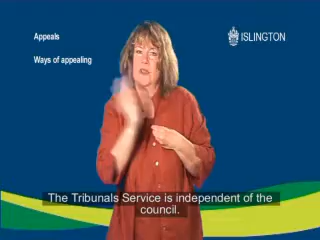 Appeals
ISLINGTON
Ways of appealing
The Tribunals Service is independent of the
council.